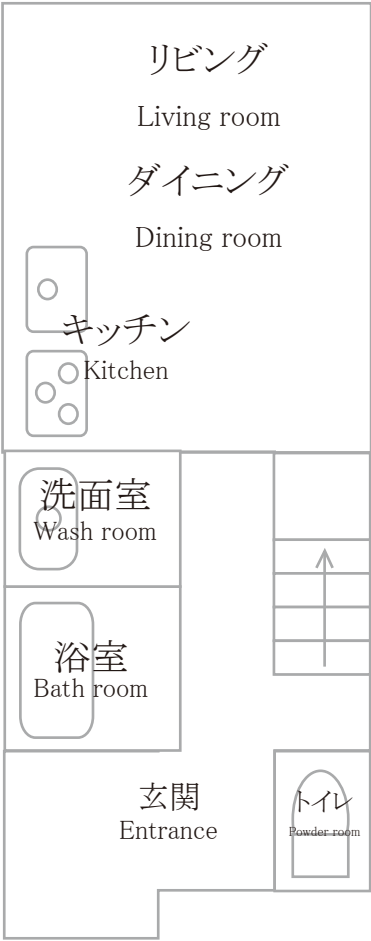 リビング
Living room
ダイニング
Dining room
キッチン
Kitchen
洗面室
Wash room
浴室
Bath room
玄関
Entrance
トイレ
Powder room